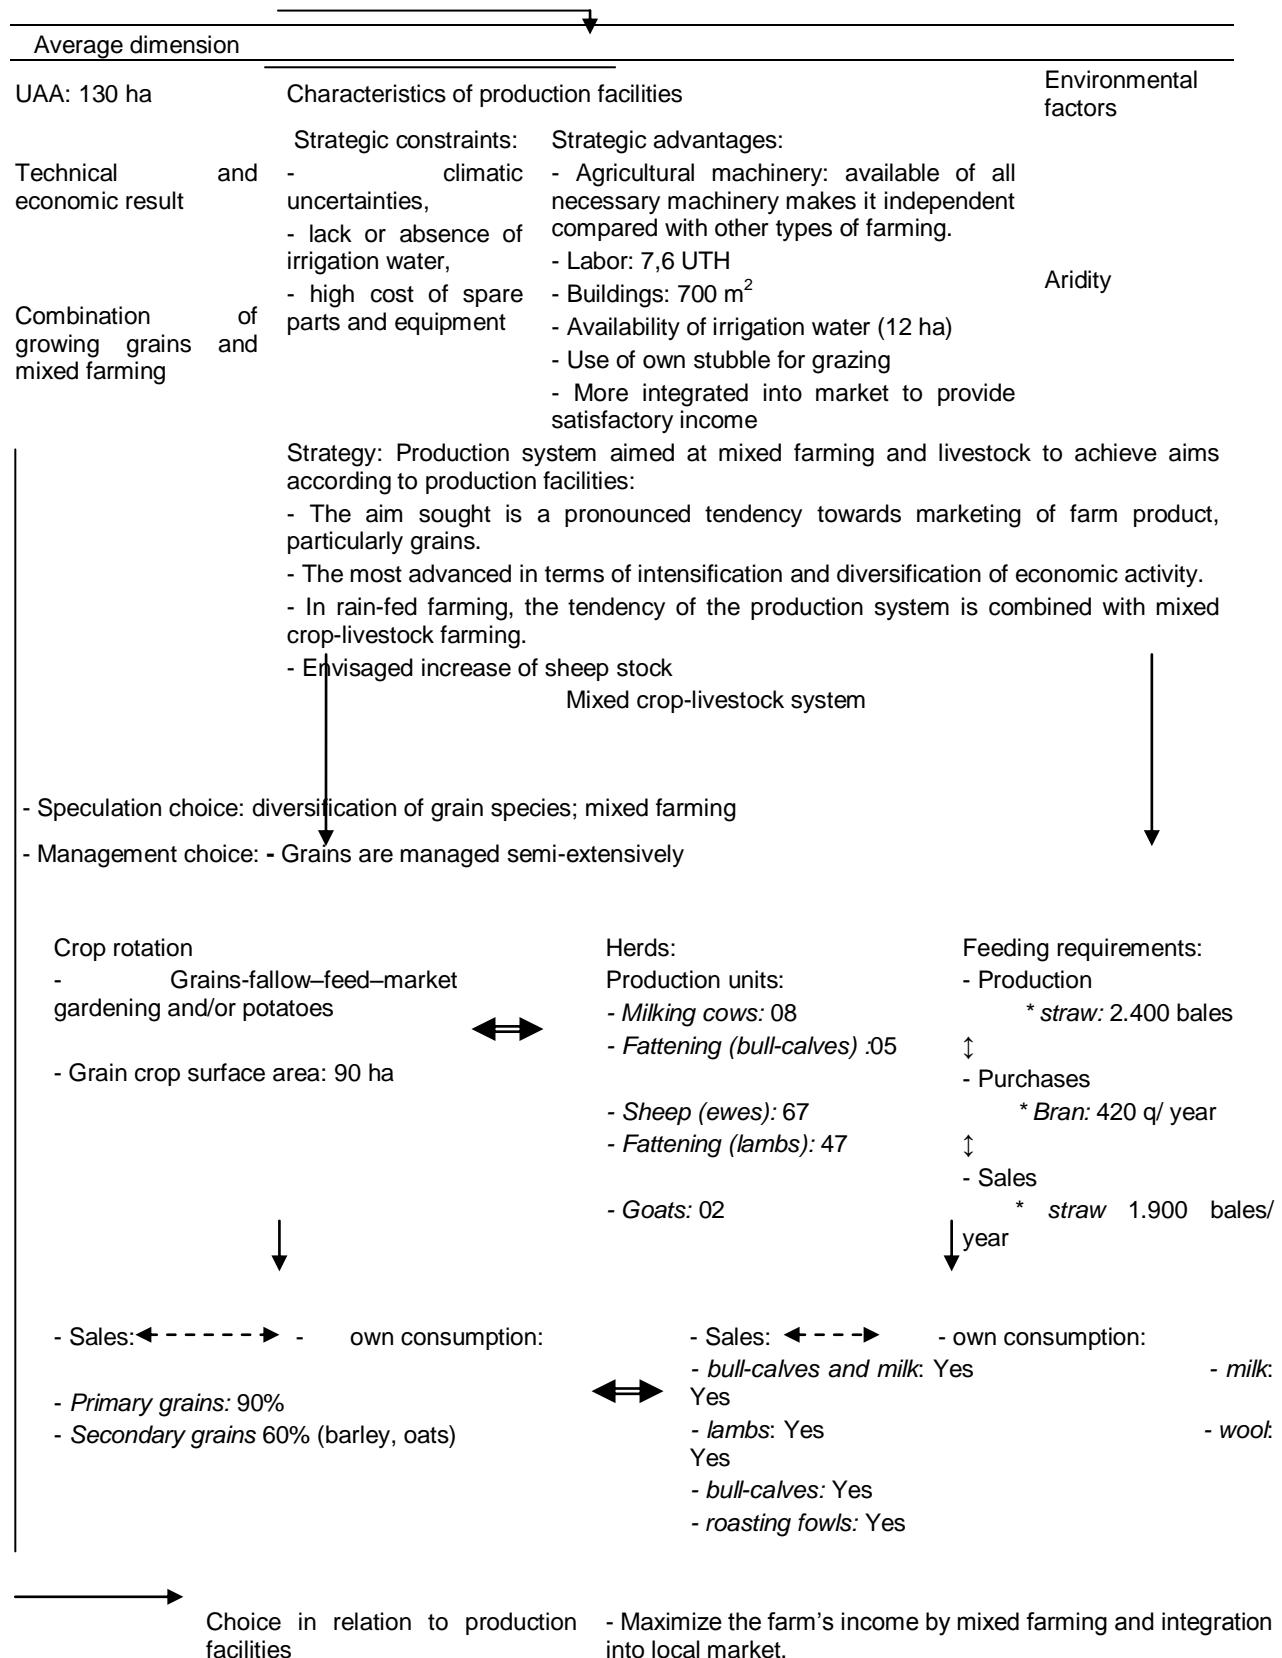 Average dimension
UAA: 130 ha
Characteristics of production facilities
Environmental
factors
Technical and
economic result
Combination of
growing grains and
mixed farming
Strategic constraints:
- climatic
uncertainties,
- lack or absence of
irrigation water,
- high cost of spare
parts and equipment
Strategic advantages:
- Agricultural machinery: available of all
necessary machinery makes it independent
compared with other types of farming.
- Labor: 7,6 UTH
- Buildings: 700 m²
- Availability of irrigation water (12 ha)
- Use of own stubble for grazing
- More integrated into market to provide
satisfactory income
Aridity
Strategy: Production system aimed at mixed farming and livestock to achieve aims
according to production facilities:
- The aim sought is a pronounced tendency towards marketing of farm product,
particularly grains.
- The most advanced in terms of intensification and diversification of economic activity.
- In rain-fed farming, the tendency of the production system is combined with mixed
crop-livestock farming.
- Envisaged increase of sheep stock
Mixed crop-livestock system
- Speculation choice: diversification of grain species; mixed farming
- Management choice: - Grains are managed semi-extensively
Crop rotation
- Grains-fallow–feed–market
gardening and/or potatoes
- Grain crop surface area: 90 ha
Herds:
Production units:
- Milking cows: 08
- Fattening (bull-calves) :05
- Sheep (ewes): 67
- Fattening (lambs): 47
- Goats: 02
Feeding requirements:
- Production
* straw: 2.400 bales
↕
- Purchases
* Bran: 420 q/ year
↕
- Sales
* straw 1.900 bales/
year
- Sales: - own consumption:
- Primary grains: 90%
- Secondary grains 60% (barley, oats)
- Sales: - own consumption:
- bull-calves and milk: Yes - milk:
Yes
- lambs: Yes - wool:
Yes
- bull-calves: Yes
- roasting fowls: Yes
Choice in relation to production
facilities
- Maximize the farm's income by mixed farming and integration
into local market.